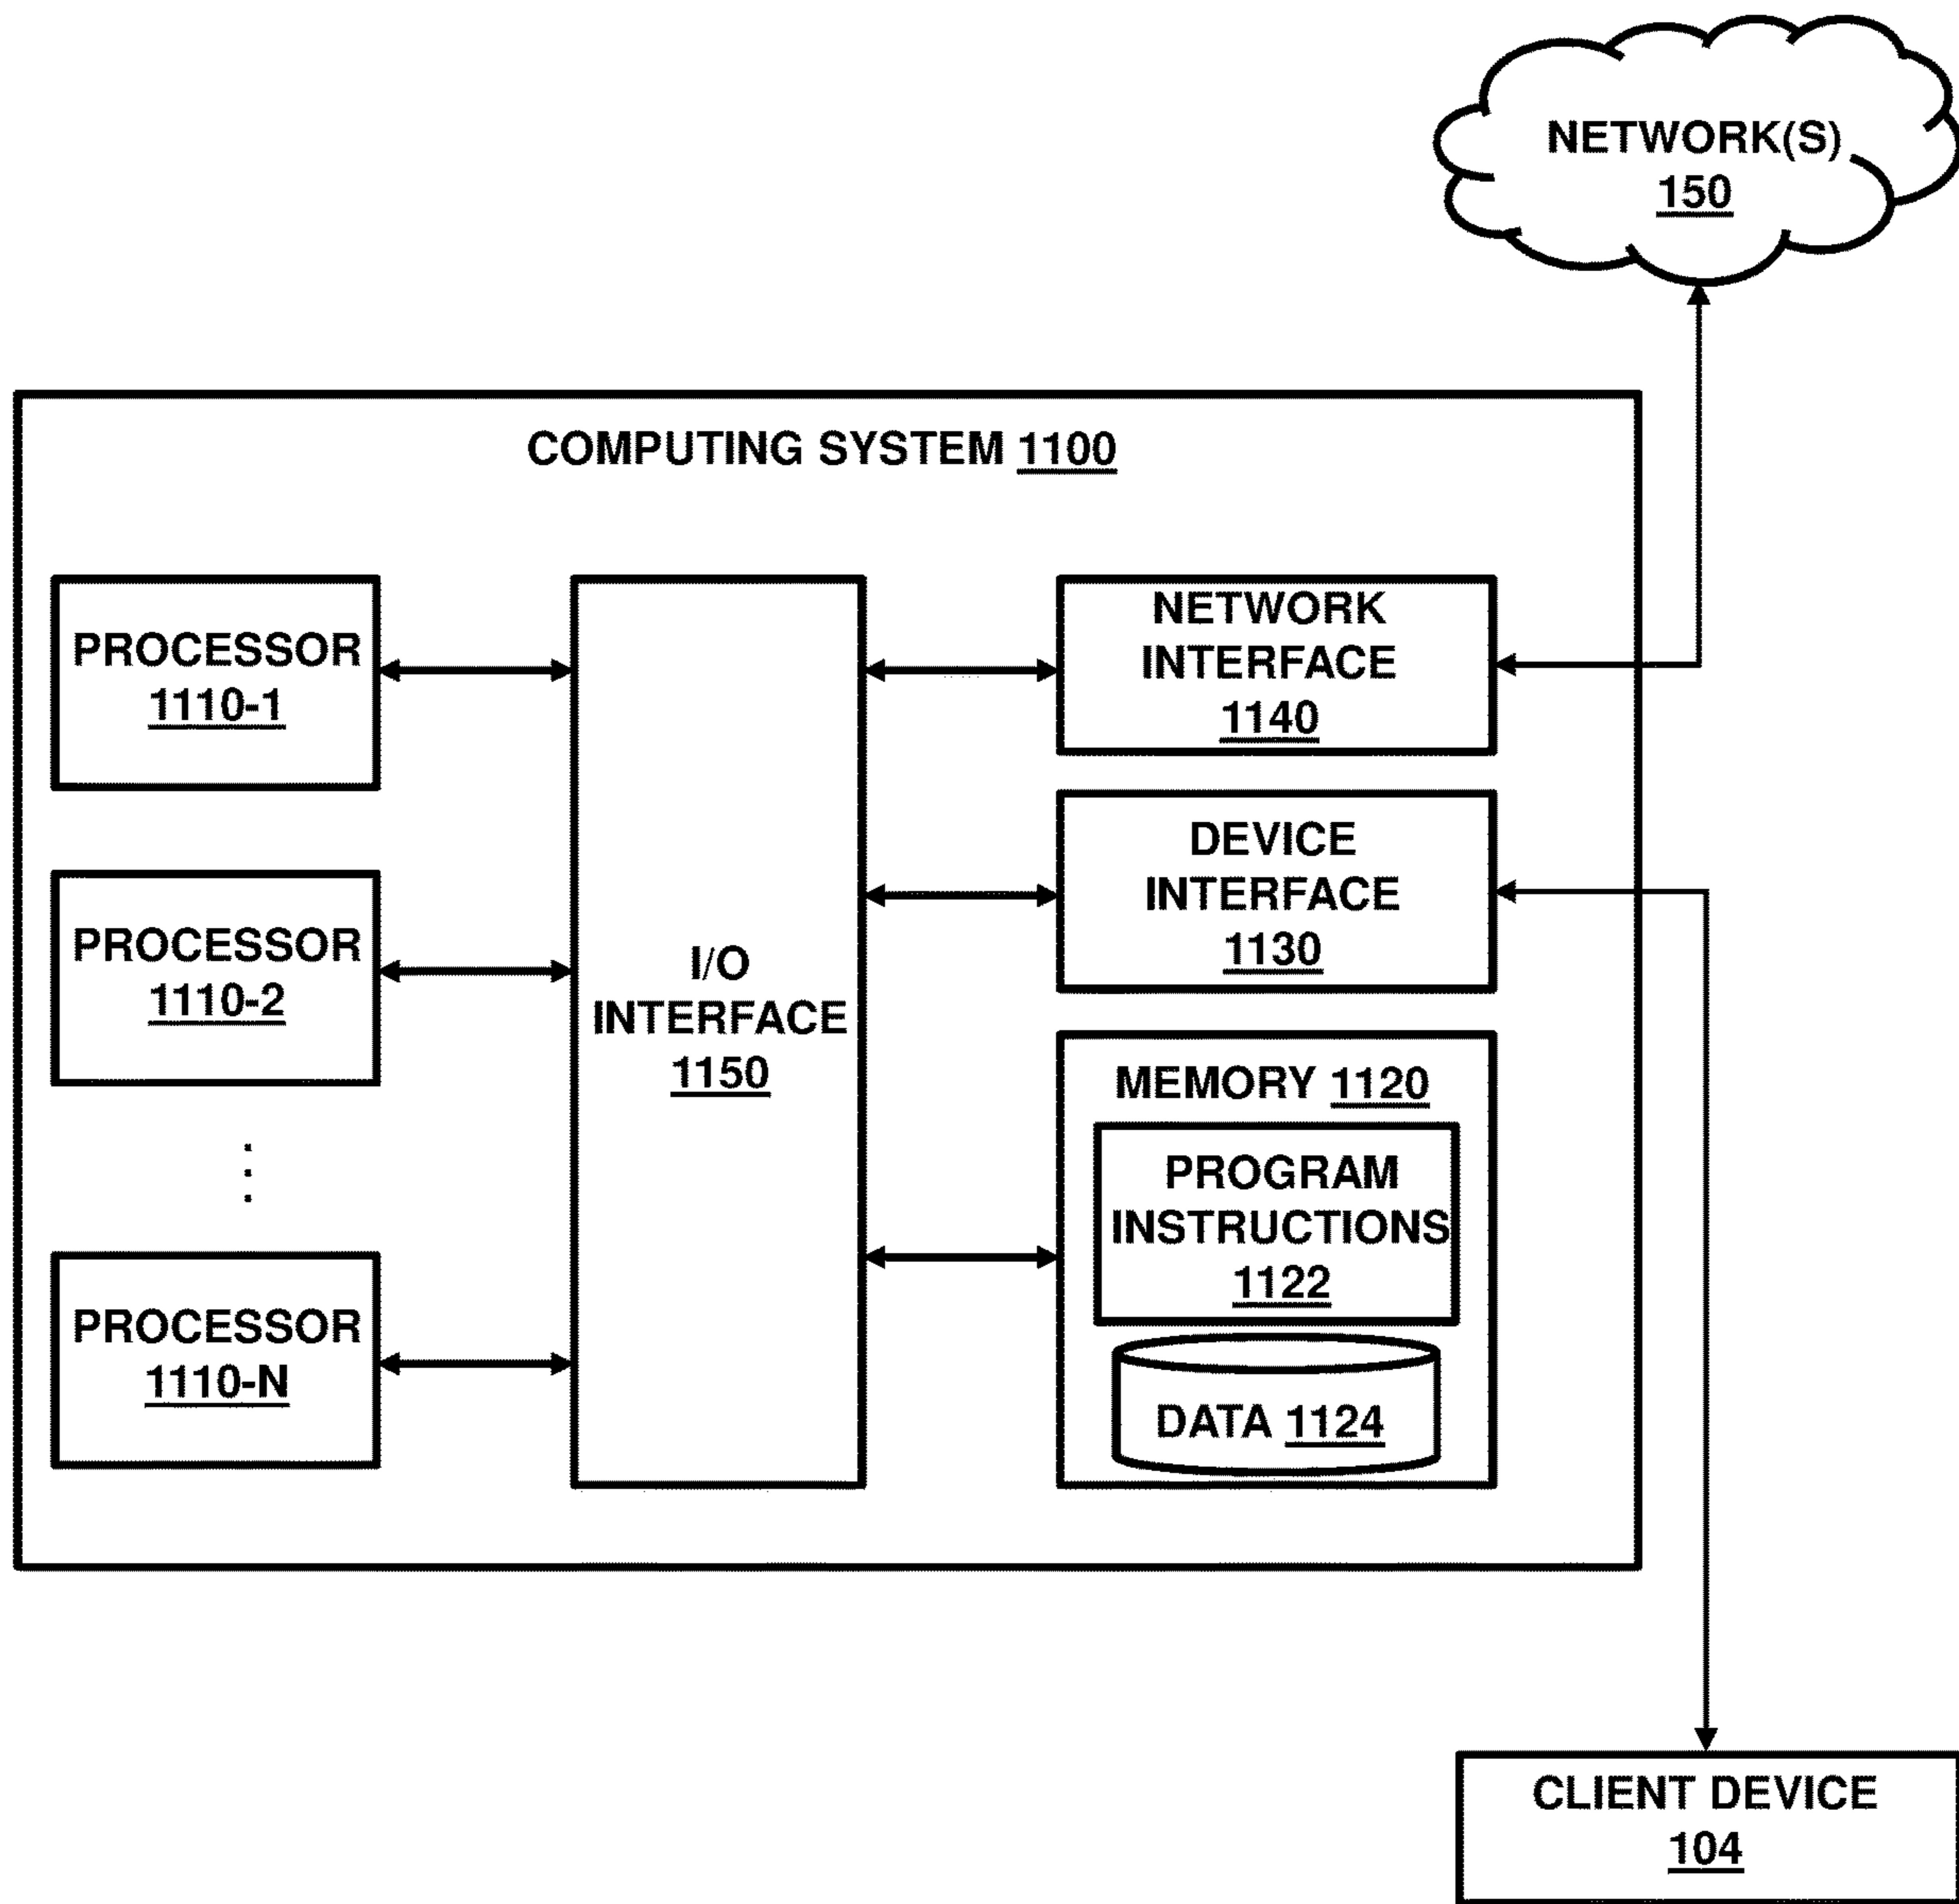 NETWORK(S)
150
COMPUTING SYSTEM 1100
PROCESSOR
1110-1
PROCESSOR
1110-2
PROCESSOR
1110-N
I/O
INTERFACE
1150
NETWORK
INTERFACE
1140
DEVICE
INTERFACE
1130
MEMORY 1120
PROGRAM
INSTRUCTIONS
1122
DATA 1124
CLIENT DEVICE
104